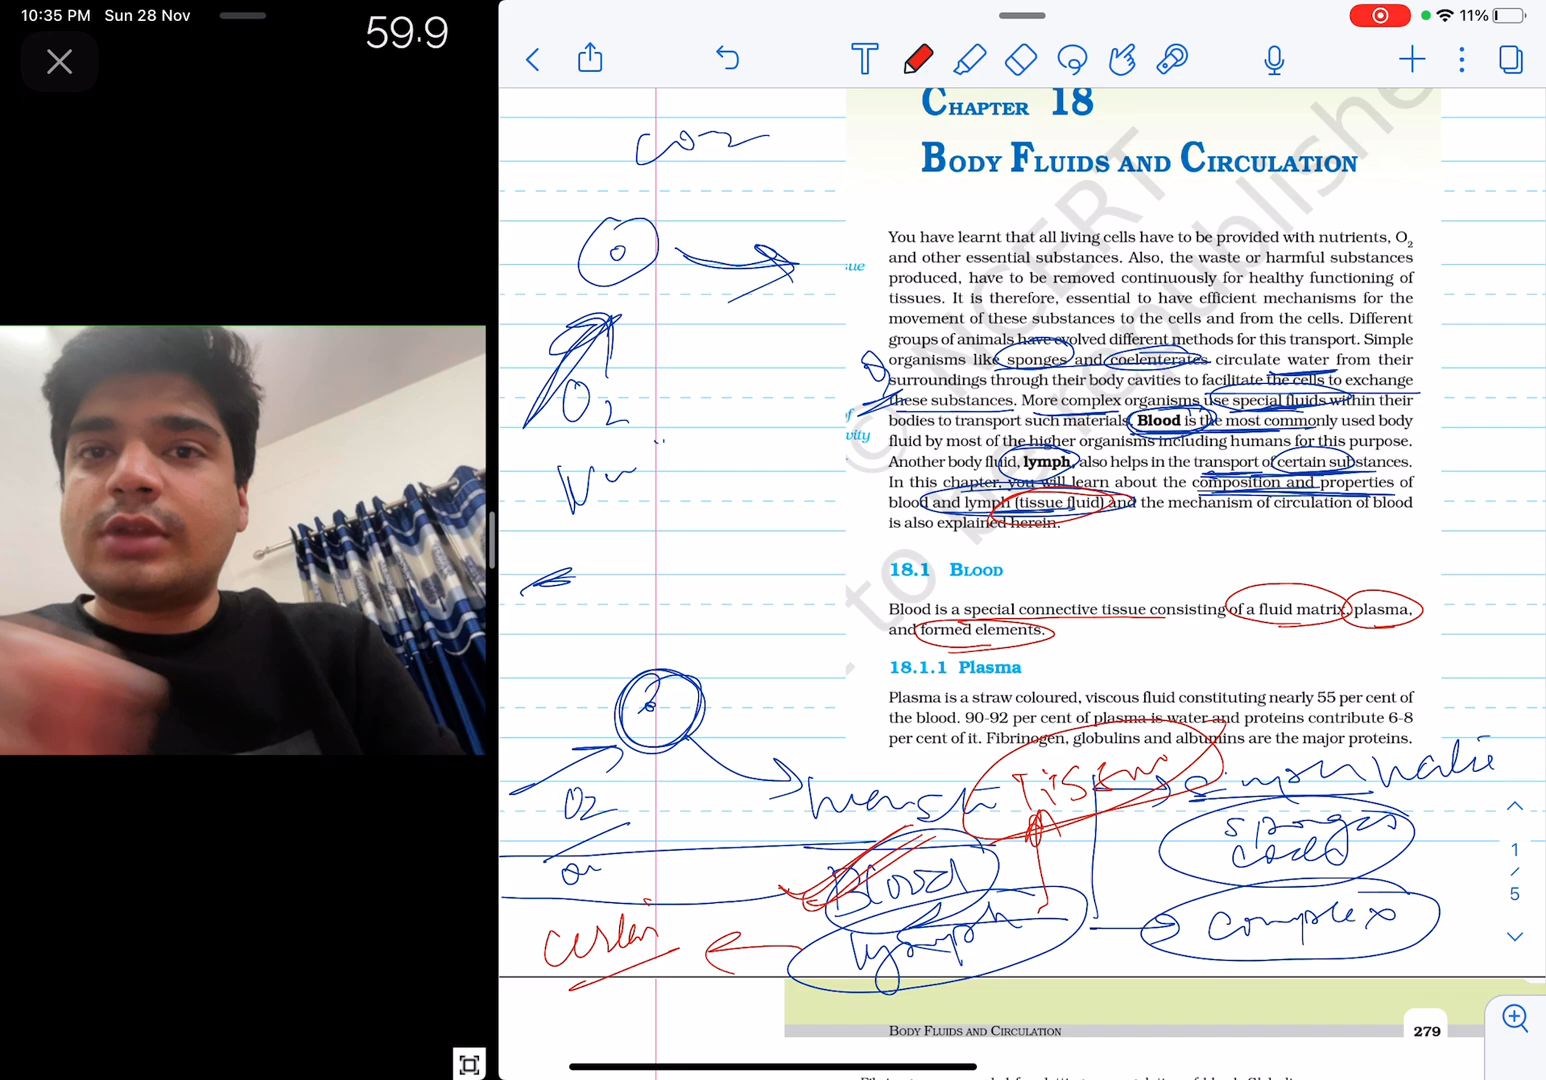 10:35 PM Sun 28 Nov
59.9
11%
T
CHAPTER 18
BODY FLUIDS AND CIRCULATION
CO2
You have learnt that all living cells have to be provided with nutrients, O2
and other essential substances. Also, the waste or harmful substances
produced, have to be removed continuously for healthy functioning of
tissues. It is therefore, essential to have efficient mechanisms for the
movement of these substances to the cells and from the cells. Different
groups of animals have evolved different methods for this transport. Simple
organisms like sponges and coelenterates circulate water from their
surroundings through their body cavities to facilitate the cells to exchange
these substances. More complex organisms use special fluids within their
bodies to transport such materials. Blood is the most commonly used body
fluid by most of the higher organisms including humans for this purpose.
Another body fluid, lymph, also helps in the transport of certain substances.
In this chapter, you will learn about the composition and properties of
blood and lymph (tissue fluid) and the mechanism of circulation of blood
is also explained herein.
O2
© NCERT
to be republished
18.1 BLOOD
Blood is a special connective tissue consisting of a fluid matrix, plasma,
and formed elements.
18.1.1 Plasma
Plasma is a straw coloured, viscous fluid constituting nearly 55 per cent of
the blood. 90-92 per cent of plasma is water and proteins contribute 6-8
per cent of it. Fibrinogen, globulins and albumins are the major proteins.
O2
Tissue
sponges
Blood
lymph
complex
1
/
5
BODY FLUIDS AND CIRCULATION
279